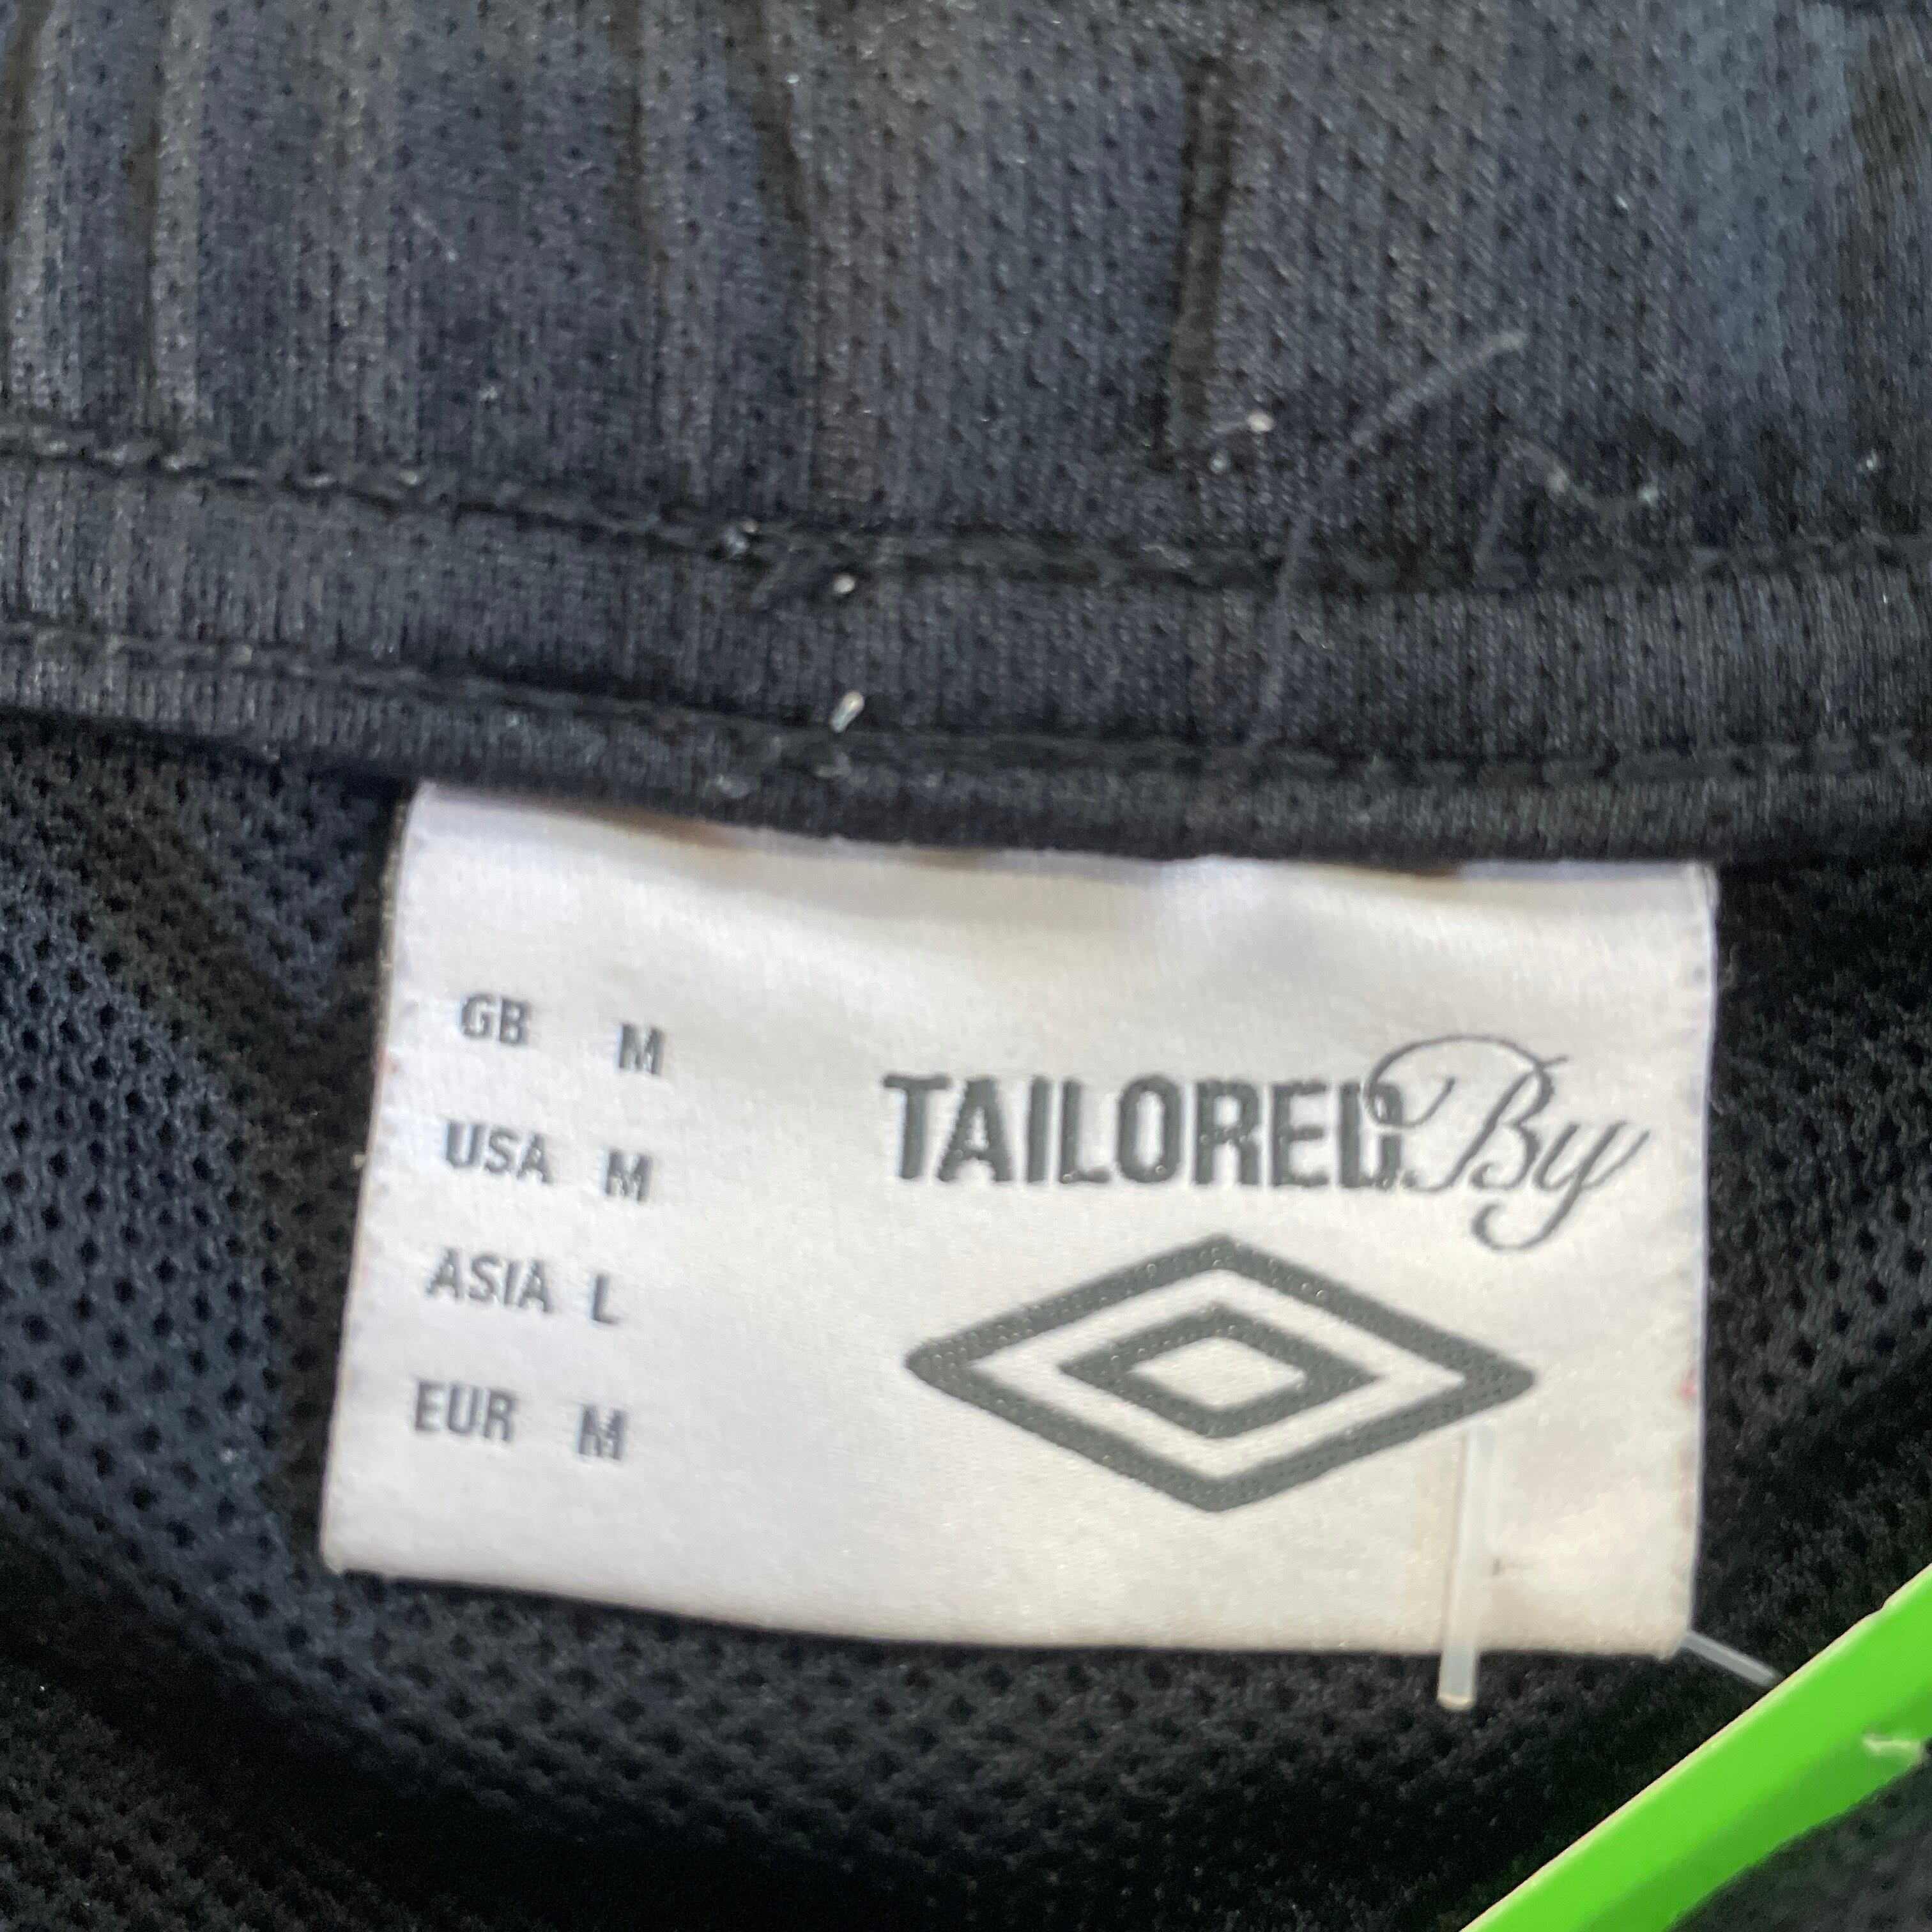 GB M
USA M
ASIA L
EUR M
TAILORED By